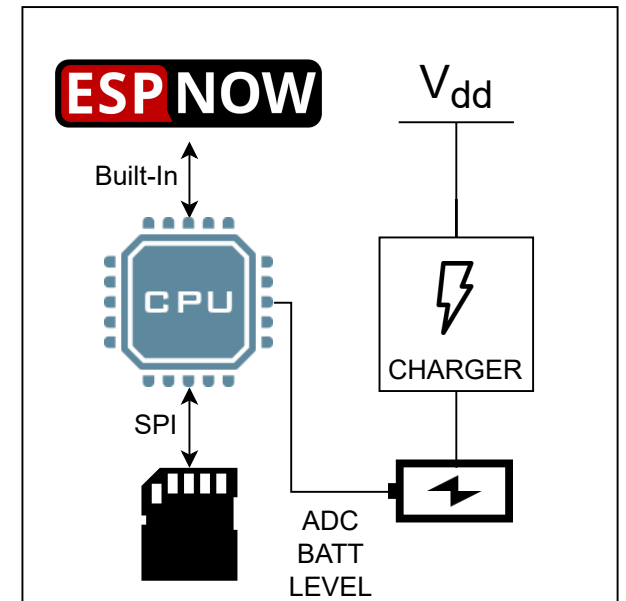 ESP NOW
Vdd
Built-In
CPU
CHARGER
SPI
ADC
BATT
LEVEL